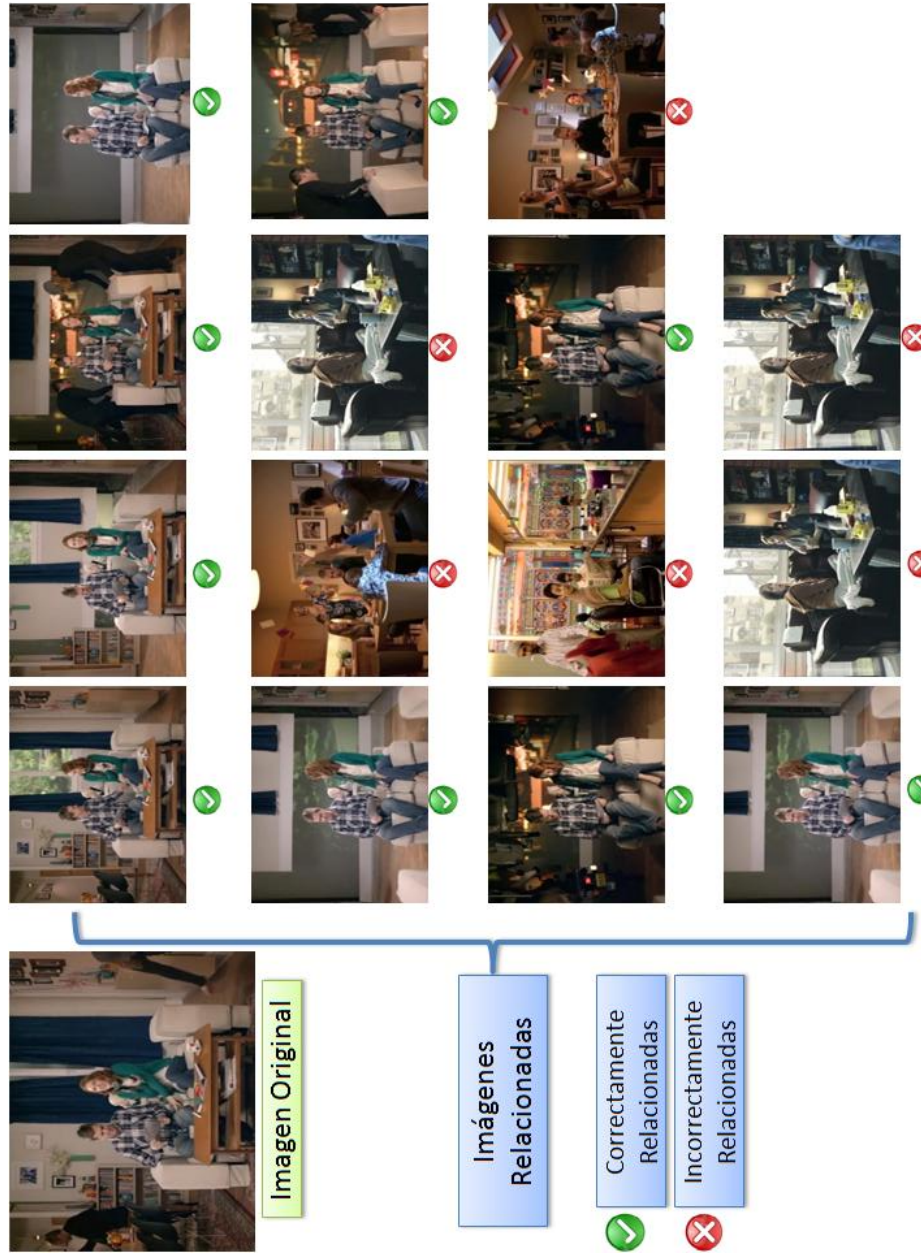 Imagen Original
Imágenes
Relacionadas
Correctamente
Relacionadas
Incorrectamente
Relacionadas